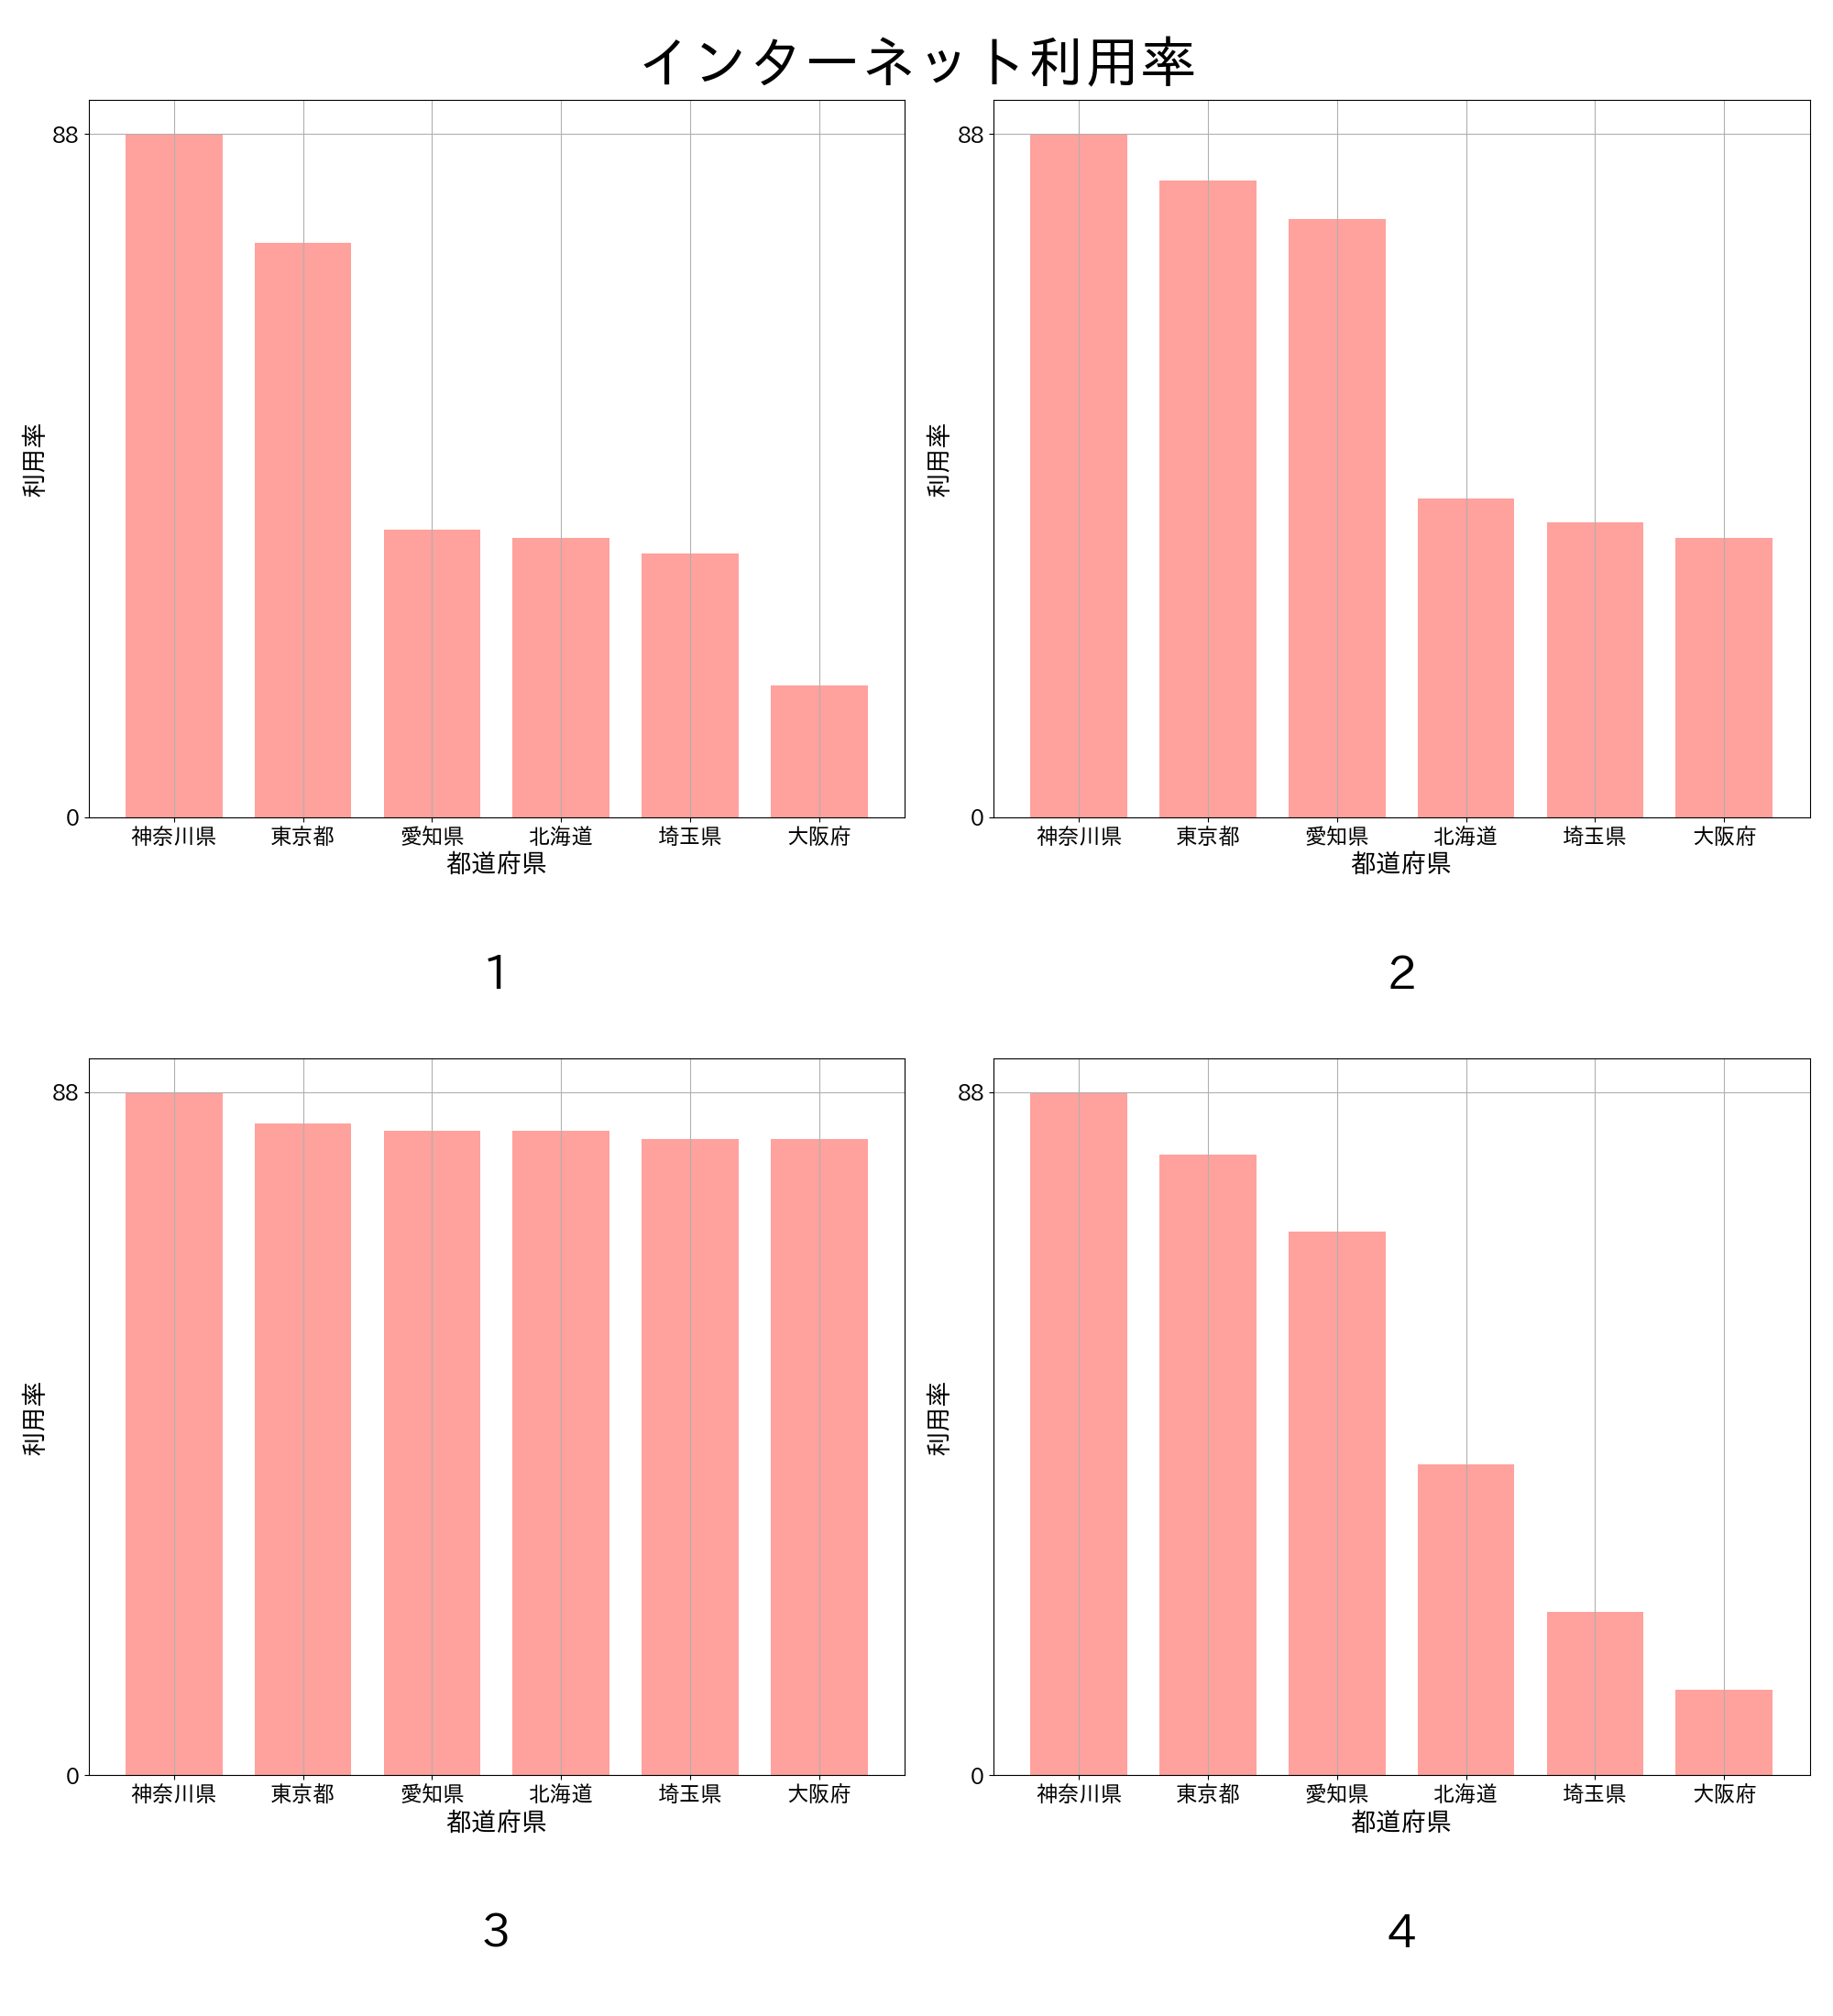 インターネット利用率
88
利用率
0
神奈川県 東京都 愛知県 北海道 埼玉県 大阪府
都道府県
1
88
利用率
0
神奈川県 東京都 愛知県 北海道 埼玉県 大阪府
都道府県
2
88
利用率
0
神奈川県 東京都 愛知県 北海道 埼玉県 大阪府
都道府県
3
88
利用率
0
神奈川県 東京都 愛知県 北海道 埼玉県 大阪府
都道府県
4